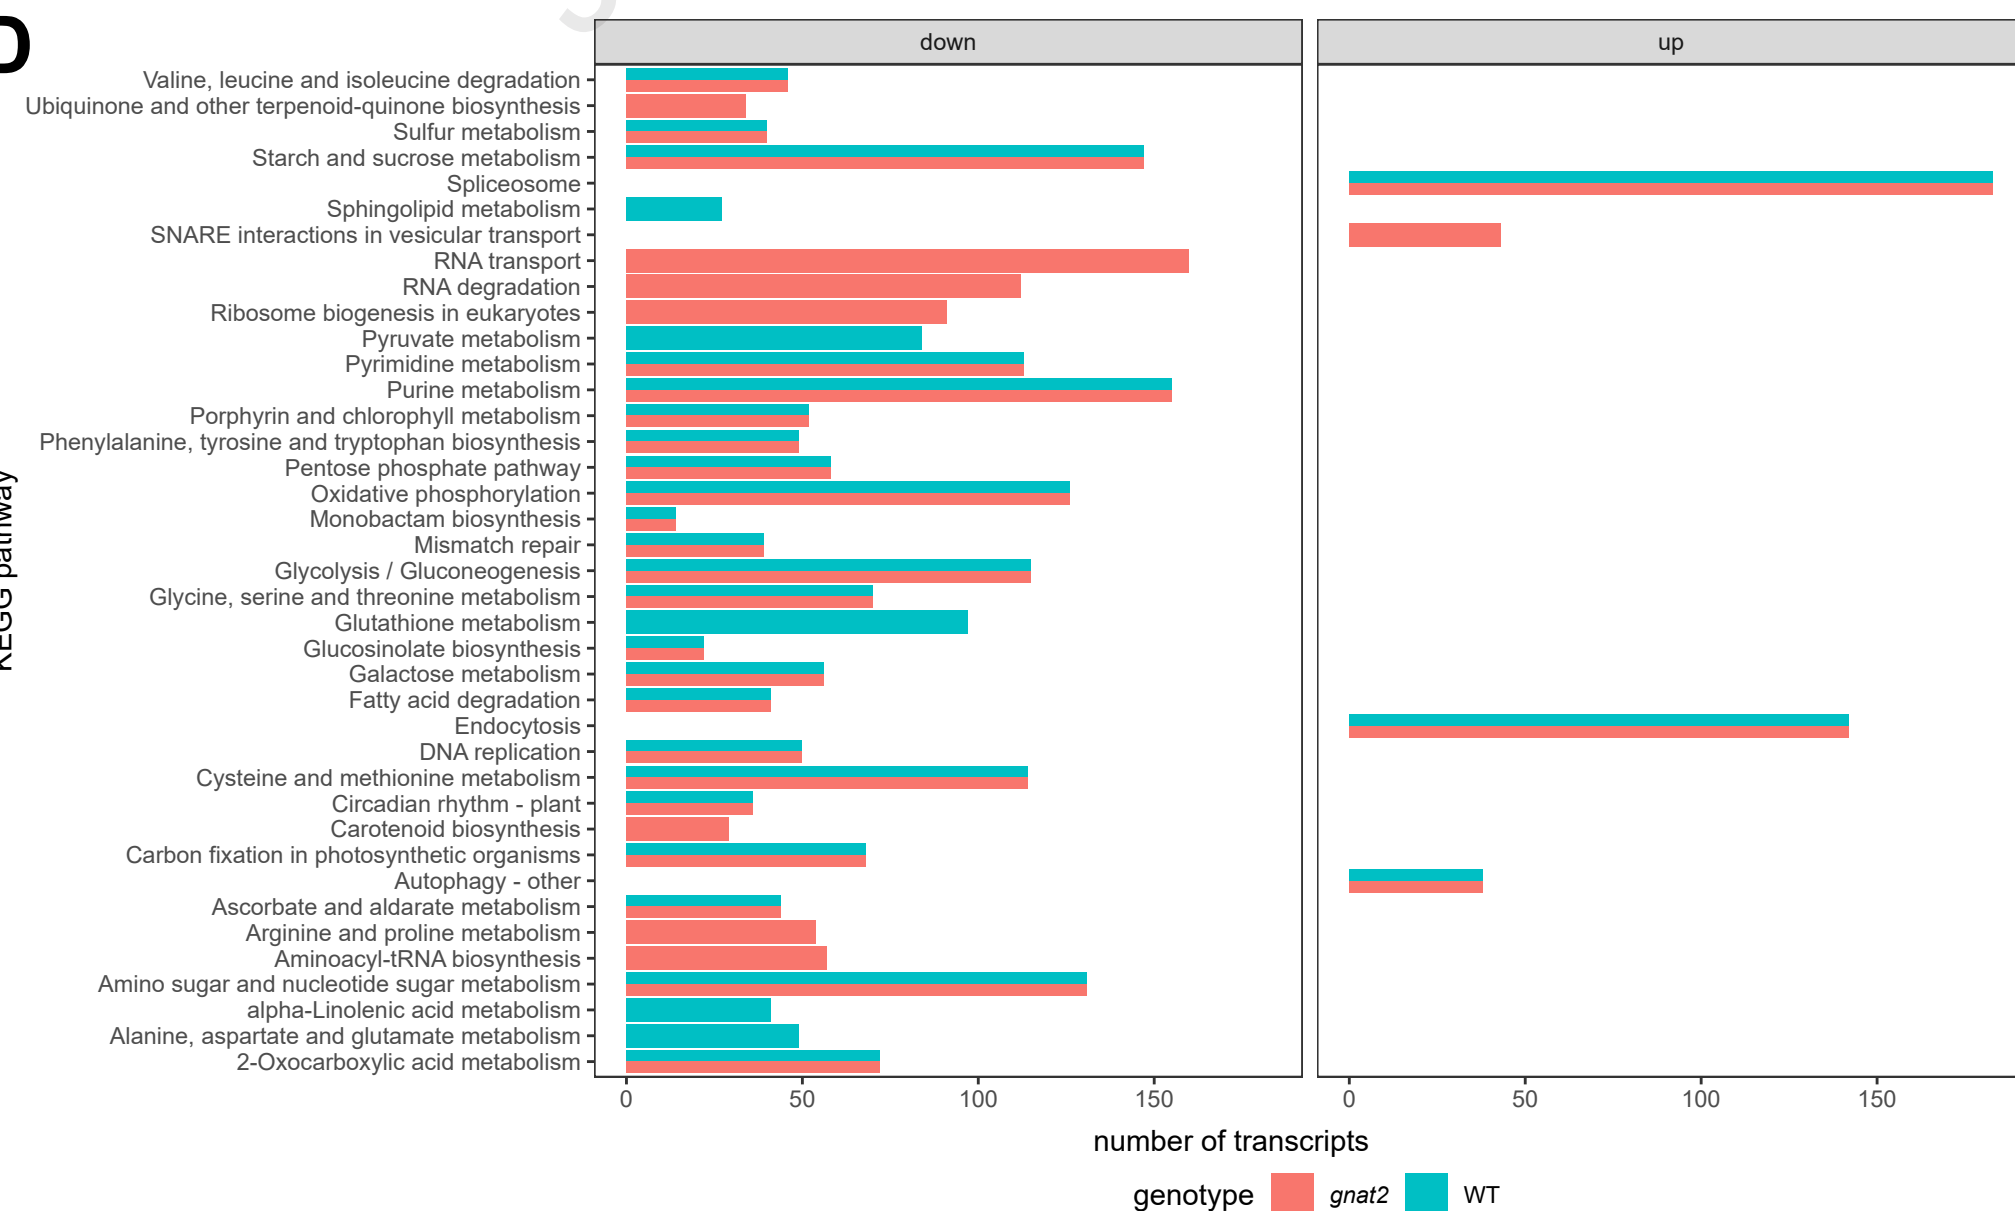 D
down
up
Valine, leucine and isoleucine degradation
Ubiquinone and other terpenoid-quinone biosynthesis
Sulfur metabolism
Starch and sucrose metabolism
Spliceosome
Sphingolipid metabolism
SNARE interactions in vesicular transport
RNA transport
RNA degradation
Ribosome biogenesis in eukaryotes
Pyruvate metabolism
Pyrimidine metabolism
Purine metabolism
Porphyrin and chlorophyll metabolism
Phenylalanine, tyrosine and tryptophan biosynthesis
Pentose phosphate pathway
Oxidative phosphorylation
Monobactam biosynthesis
Mismatch repair
Glycolysis / Gluconeogenesis
Glycine, serine and threonine metabolism
Glutathione metabolism
Glucosinolate biosynthesis
Galactose metabolism
Fatty acid degradation
Endocytosis
DNA replication
Cysteine and methionine metabolism
Circadian rhythm - plant
Carotenoid biosynthesis
Carbon fixation in photosynthetic organisms
Autophagy - other
Ascorbate and aldarate metabolism
Arginine and proline metabolism
Aminoacyl-tRNA biosynthesis
Amino sugar and nucleotide sugar metabolism
alpha-Linolenic acid metabolism
Alanine, aspartate and glutamate metabolism
2-Oxocarboxylic acid metabolism
KEGG pathway
0 50 100 150
0 50 100 150
number of transcripts
genotype gnat2 WT